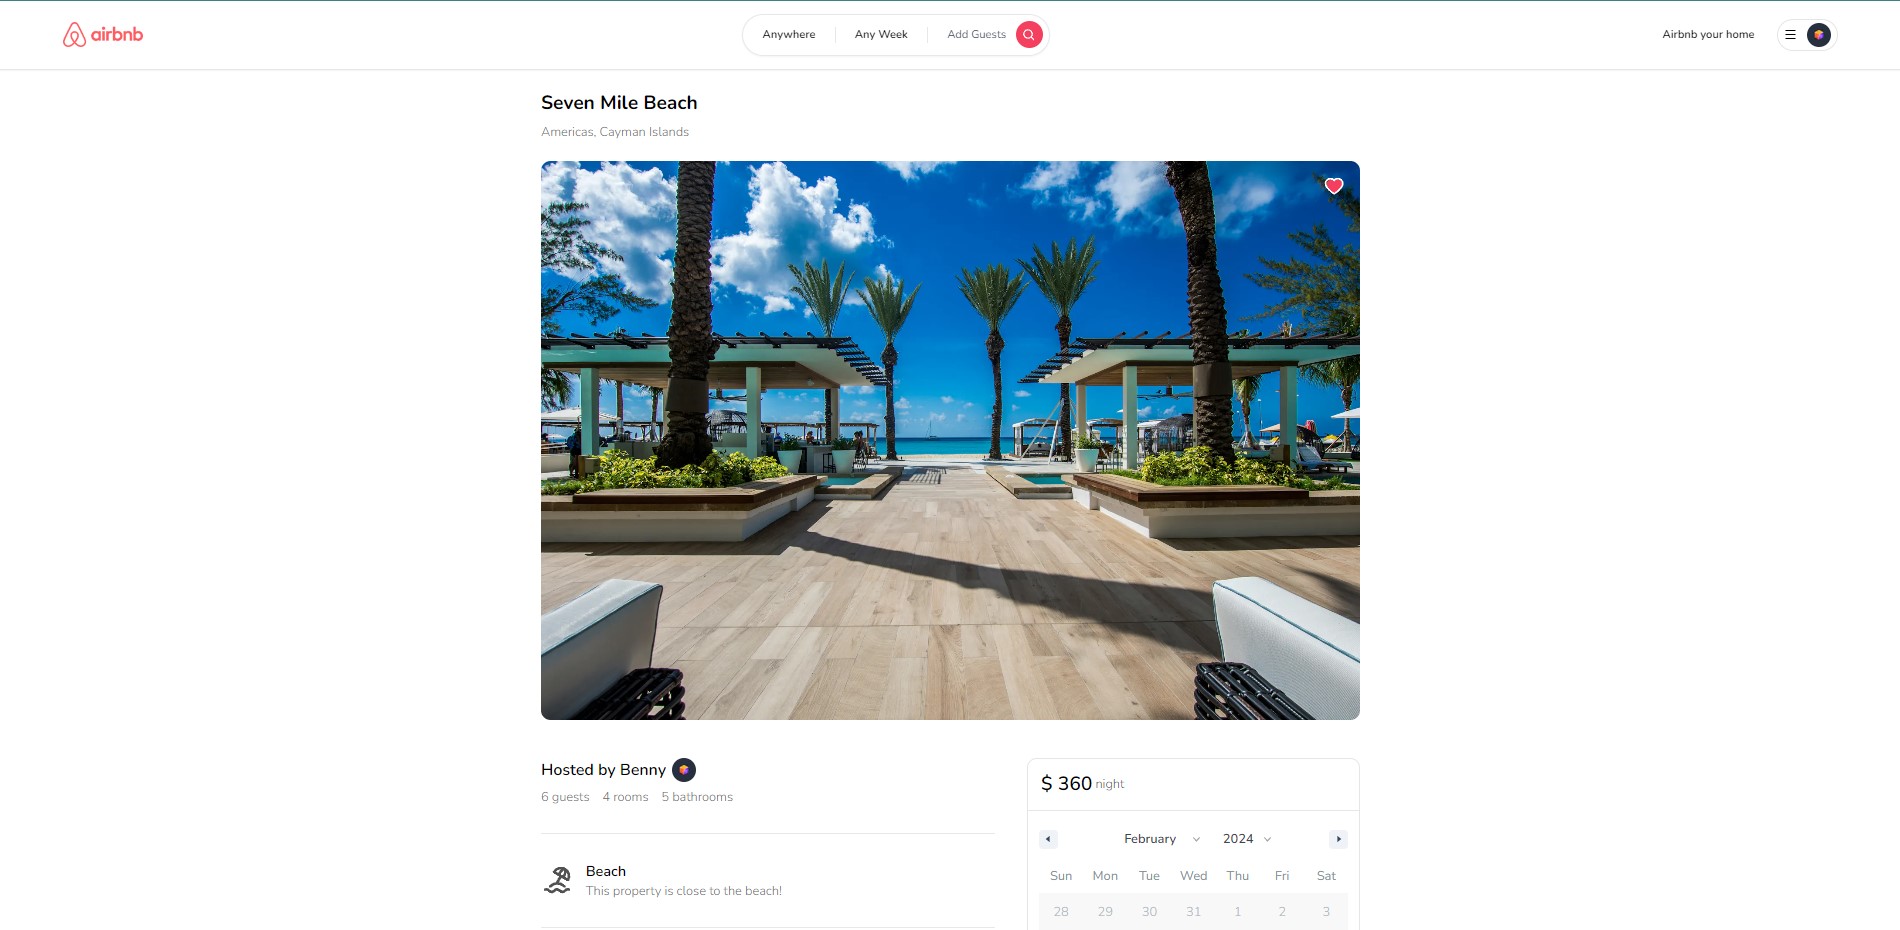 airbnb
Anywhere
Any Week
Add Guests
Airbnb your home
Seven Mile Beach
Americas, Cayman Islands
Hosted by Benny
6 guests 4 rooms 5 bathrooms
Beach
This property is close to the beach!
$ 360 night
February 2024
Sun Mon Tue Wed Thu Fri Sat
28 29 30 31 1 2 3